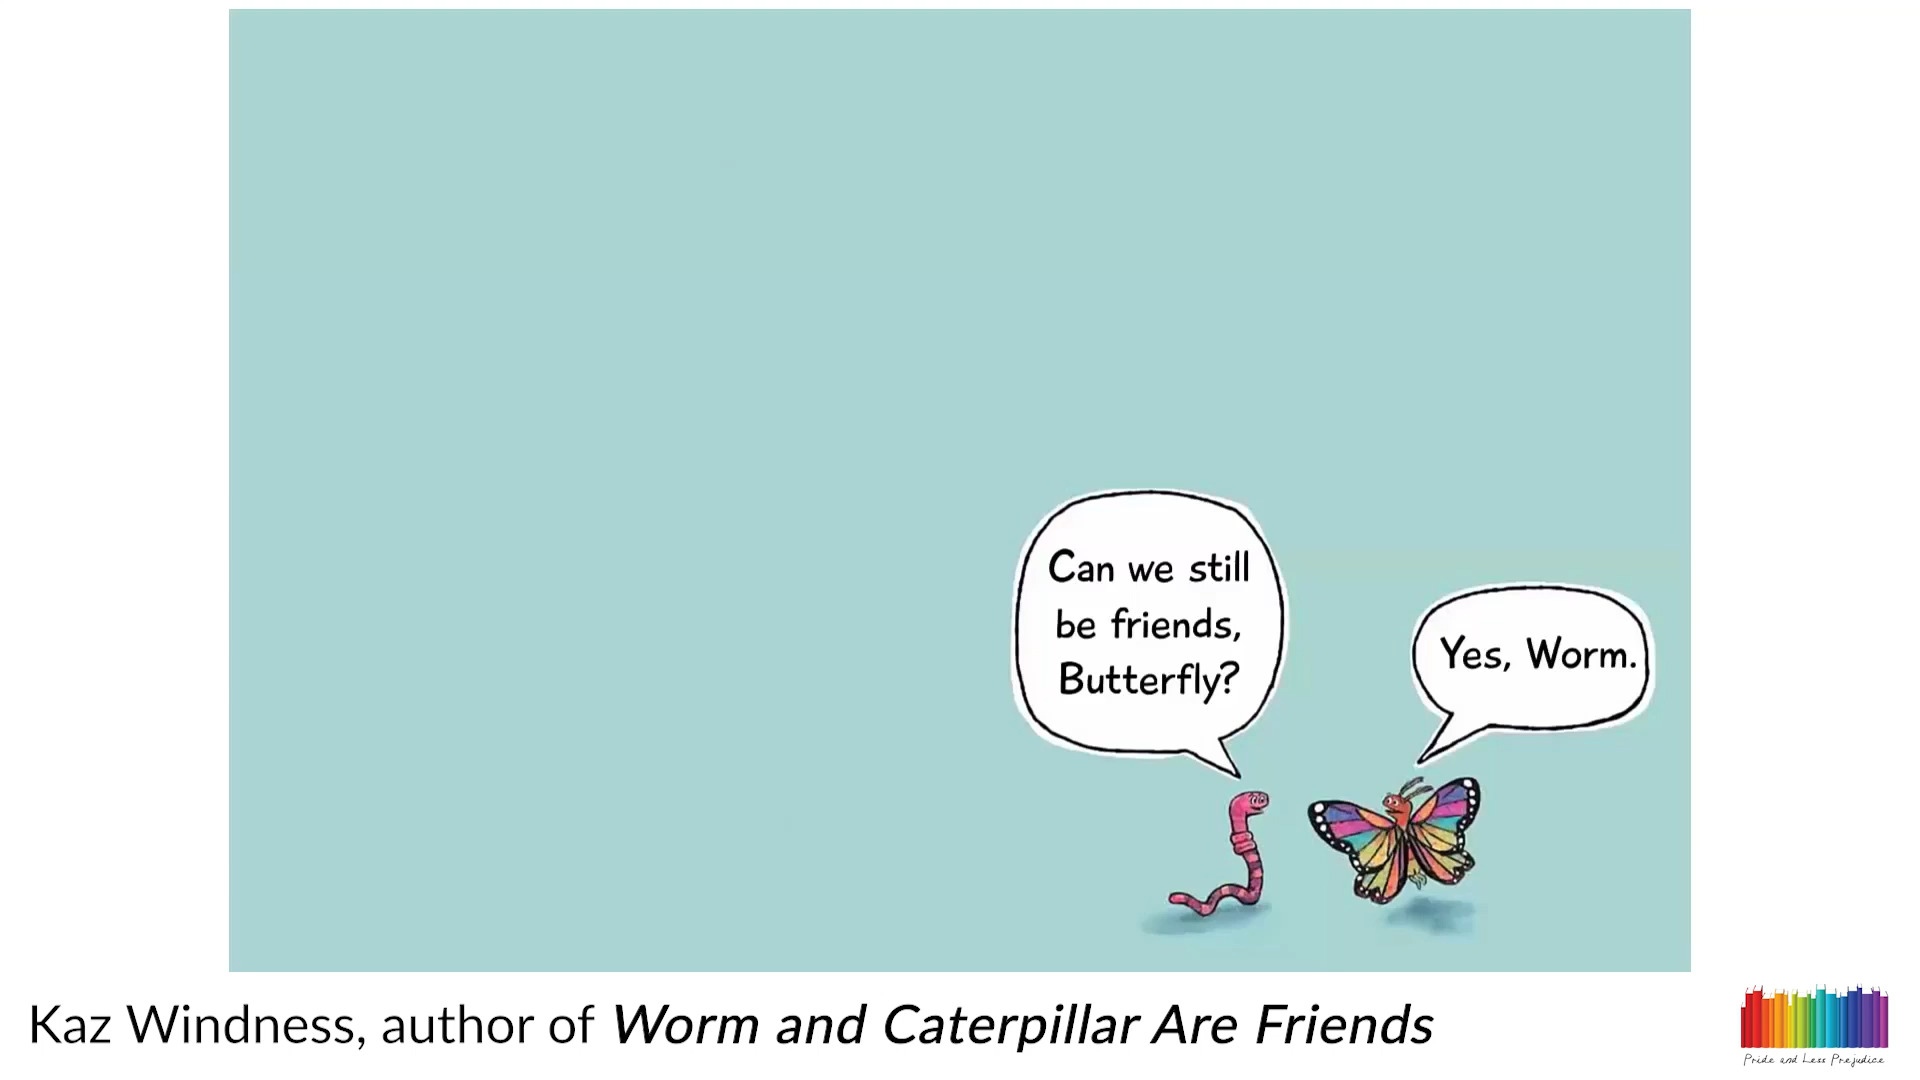 Can we still
be friends,
Butterfly?
Yes, Worm.
Kaz Windness, author of Worm and Caterpillar Are Friends
Pride and Less Prejudice